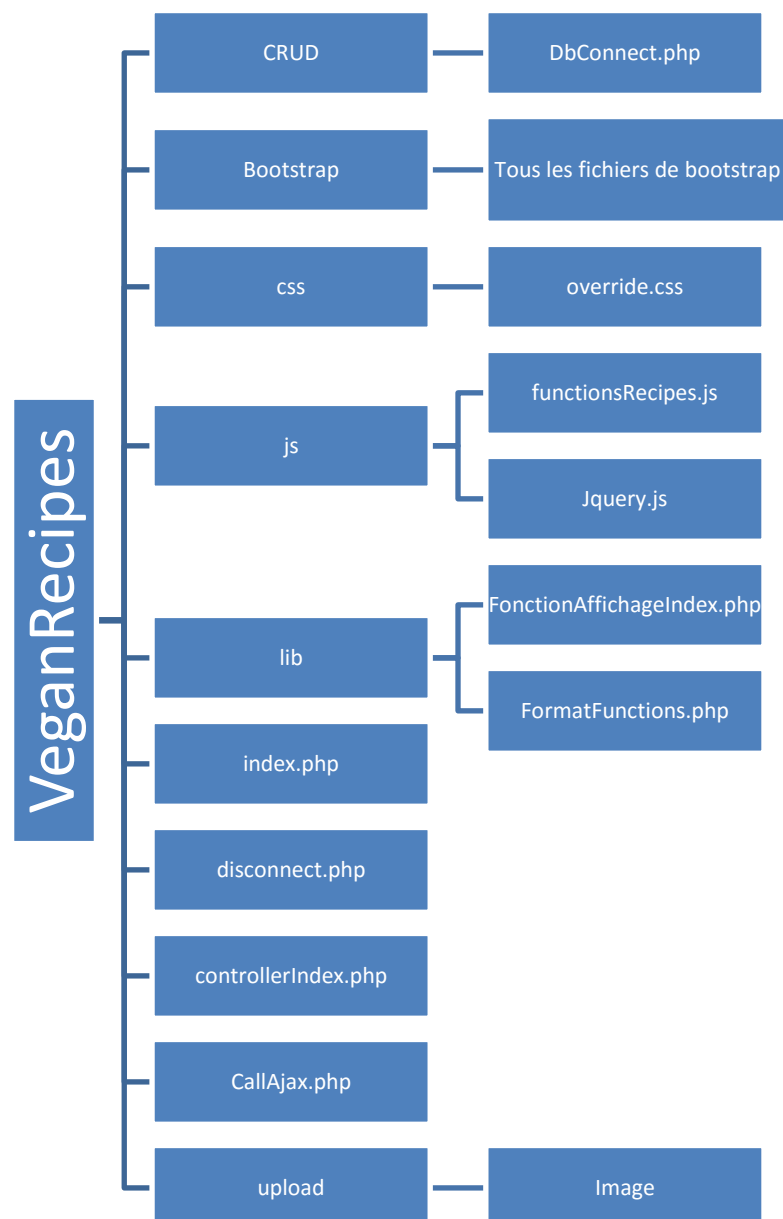 VeganRecipes
CRUD
DbConnect.php
Bootstrap
Tous les fichiers de bootstrap
css
override.css
js
functionsRecipes.js
Jquery.js
lib
FonctionAffichageIndex.php
FormatFunctions.php
index.php
disconnect.php
controllerIndex.php
CallAjax.php
upload
Image